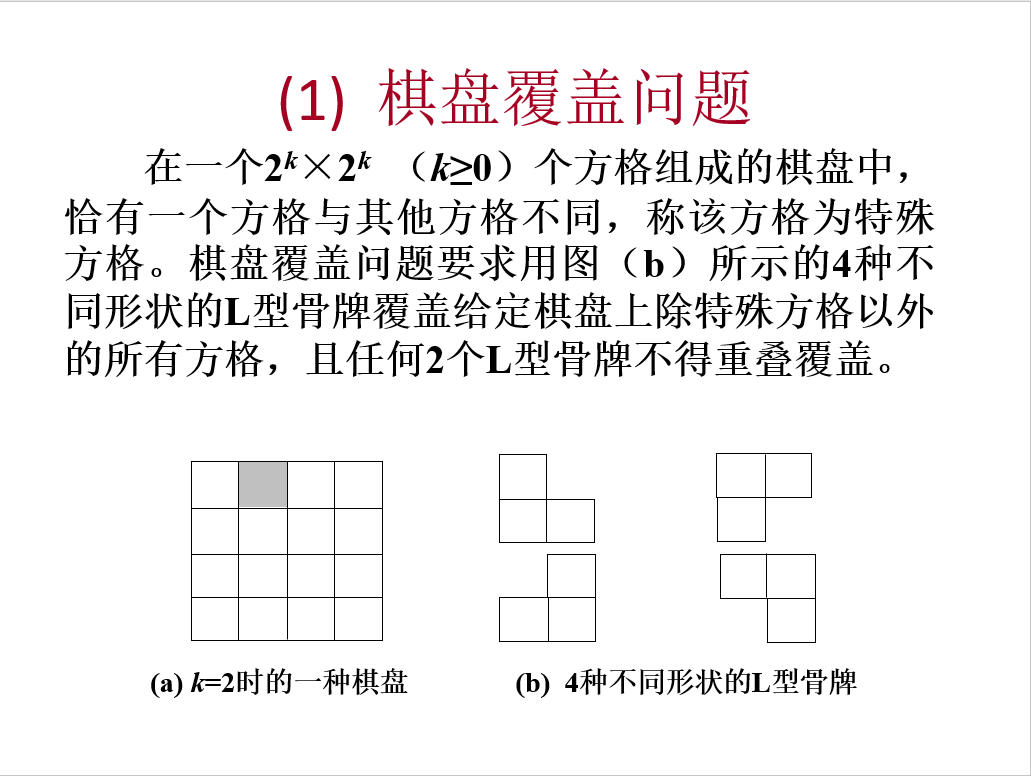 (1) 棋盘覆盖问题
在一个2ᵏ×2ᵏ （k≥0）个方格组成的棋盘中，
恰有一个方格与其他方格不同，称该方格为特殊
方格。棋盘覆盖问题要求用图（b）所示的4种不
同形状的L型骨牌覆盖给定棋盘上除特殊方格以外
的所有方格，且任何2个L型骨牌不得重叠覆盖。
(a) k=2时的一种棋盘
(b) 4种不同形状的L型骨牌